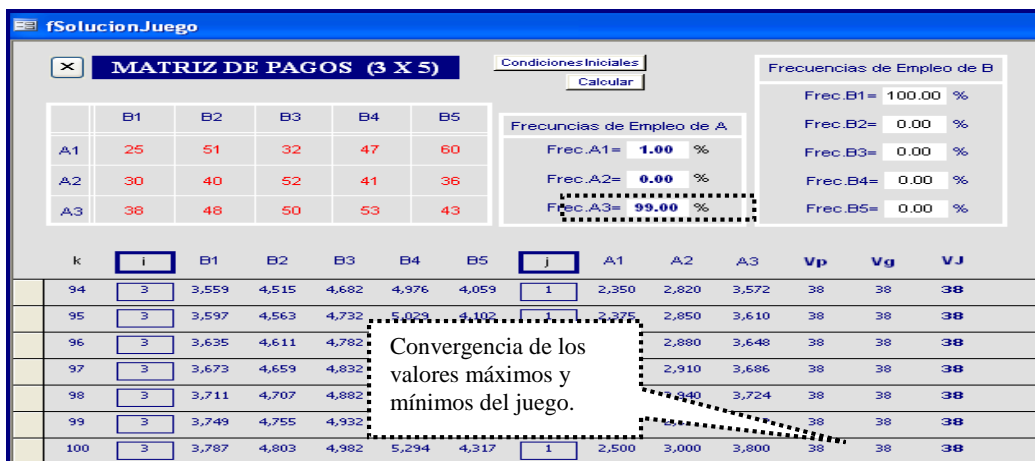 fSolucionJuego
MATRIZ DE PAGOS (3 X 5)
Condiciones Iniciales
Calcular
B1 B2 B3 B4 B5
A1 25 51 32 47 60
A2 30 40 52 41 36
A3 38 48 50 53 43
Frecuncias de Empleo de A
Frec.A1= 1.00 %
Frec.A2= 0.00 %
Frec.A3= 99.00 %
Frecuencias de Empleo de B
Frec.B1= 100.00 %
Frec.B2= 0.00 %
Frec.B3= 0.00 %
Frec.B4= 0.00 %
Frec.B5= 0.00 %
k i B1 B2 B3 B4 B5 j A1 A2 A3 Vp Vg VJ
94 3 3,559 4,515 4,682 4,976 4,059 1 2,350 2,820 3,572 38 38 38
95 3 3,597 4,563 4,732 5,029 4,102 1 2,375 2,850 3,610 38 38 38
96 3 3,635 4,611 4,782 2,880 3,648 38 38 38
97 3 3,673 4,659 4,832 2,910 3,686 38 38 38
98 3 3,711 4,707 4,882 2,940 3,724 38 38 38
99 3 3,749 4,755 4,932 38 38 38
100 3 3,787 4,803 4,982 5,294 4,317 1 2,500 3,000 3,800 38 38 38
Convergencia de los
valores máximos y
mínimos del juego.